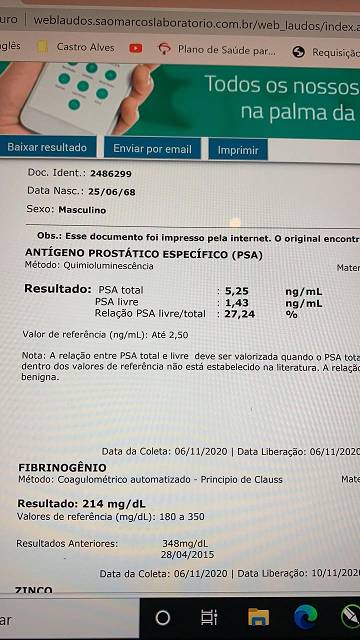 uro | weblaudos.saomarcoslaboratorio.com.br/web_laudos/index.a
glês Castro Alves Plano de Saúde par... Requisição
Todos os nossos
na palma da
Baixar resultado Enviar por email Imprimir
Doc. Ident.: 2486299
Data Nasc.: 25/06/68
Sexo: Masculino
Obs.: Esse documento foi impresso pela internet. O original encontr
ANTÍGENO PROSTÁTICO ESPECÍFICO (PSA)
Método: Quimioluminescência Mater
Resultado: PSA total : 5,25 ng/mL
PSA livre : 1,43 ng/mL
Relação PSA livre/total : 27,24 %
Valor de referência (ng/mL): Até 2,50
Nota: A relação entre PSA total e livre deve ser valorizada quando o PSA tota
dentro dos valores de referência não está estabelecido na literatura. A relaçã
benigna.
Data da Coleta: 06/11/2020 | Data Liberação: 06/11/2020
FIBRINOGÊNIO
Método: Coagulométrico automatizado - Principio de Clauss Mate
Resultado: 214 mg/dL
Valores de referência (mg/dL): 180 a 350
Resultados Anteriores: 348mg/dL
28/04/2015
Data da Coleta: 06/11/2020 | Data Liberação: 10/11/2020
ZINCO
ar